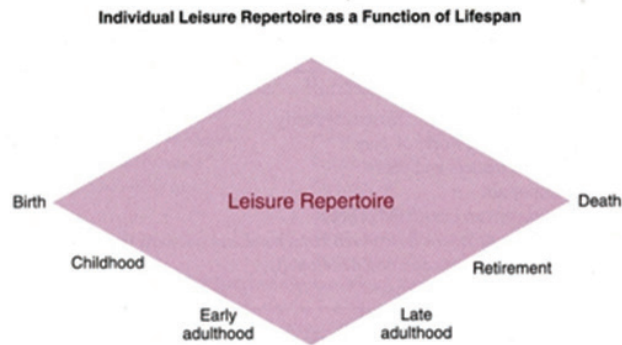 Individual Leisure Repertoire as a Function of Lifespan
Birth
Leisure Repertoire
Death
Childhood
Retirement
Early
adulthood
Late
adulthood